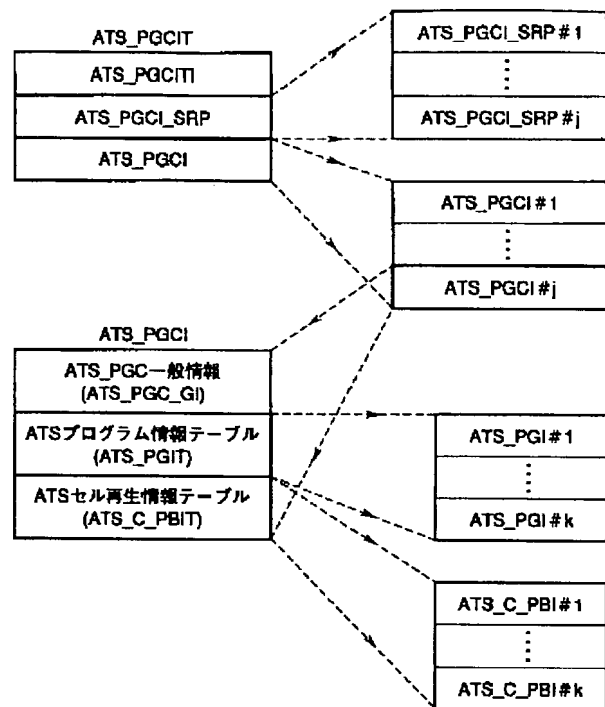 ATS_PGCIT
ATS_PGCITI
ATS_PGCI_SRP
ATS_PGCI
ATS_PGCI_SRP#1
⋮
ATS_PGCI_SRP#j
ATS_PGCI#1
⋮
ATS_PGCI#j
ATS_PGCI
ATS_PGC一般情報
(ATS_PGC_GI)
ATSプログラム情報テーブル
(ATS_PGIT)
ATSセル再生情報テーブル
(ATS_C_PBIT)
ATS_PGI#1
⋮
ATS_PGI#k
ATS_C_PBI#1
⋮
ATS_C_PBI#k